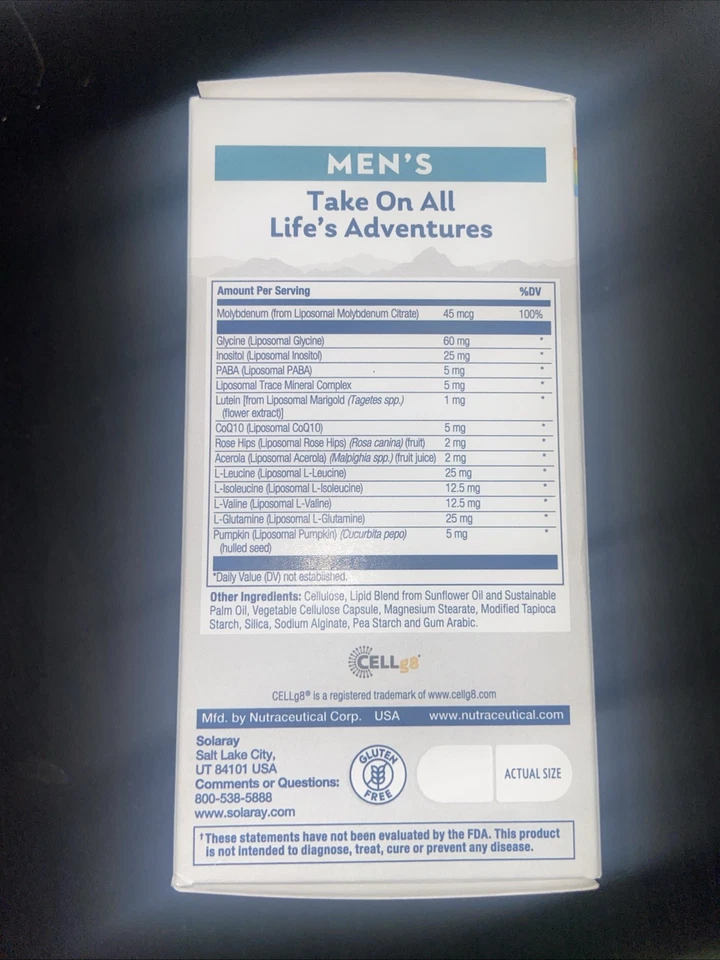 MEN'S
Take On All
Life's Adventures
Amount Per Serving %DV
Molybdenum (from Liposomal Molybdenum Citrate) 45 mcg 100%
Glycine (Liposomal Glycine) 60 mg *
Inositol (Liposomal Inositol) 25 mg *
PABA (Liposomal PABA) 5 mg *
Liposomal Trace Mineral Complex 5 mg *
Lutein [from Liposomal Marigold (Tagetes spp.) 1 mg *
(flower extract)]
CoQ10 (Liposomal CoQ10) 5 mg *
Rose Hips (Liposomal Rose Hips) (Rosa canina) (fruit) 2 mg *
Acerola (Liposomal Acerola) (Malpighia spp.) (fruit juice) 2 mg *
L-Leucine (Liposomal L-Leucine) 25 mg *
L-Isoleucine (Liposomal L-Isoleucine) 12.5 mg *
L-Valine (Liposomal L-Valine) 12.5 mg *
L-Glutamine (Liposomal L-Glutamine) 25 mg *
Pumpkin (Liposomal Pumpkin) (Cucurbita pepo) 5 mg *
(hulled seed)
*Daily Value (DV) not established.
Other Ingredients: Cellulose, Lipid Blend from Sunflower Oil and Sustainable
Palm Oil, Vegetable Cellulose Capsule, Magnesium Stearate, Modified Tapioca
Starch, Silica, Sodium Alginate, Pea Starch and Gum Arabic.
CELLg8®
CELLg8® is a registered trademark of www.cellg8.com
Mfd. by Nutraceutical Corp. USA www.nutraceutical.com
Solaray
Salt Lake City,
UT 84101 USA
Comments or Questions:
800-538-5888
www.solaray.com
GLUTEN
FREE
ACTUAL SIZE
†These statements have not been evaluated by the FDA. This product
is not intended to diagnose, treat, cure or prevent any disease.